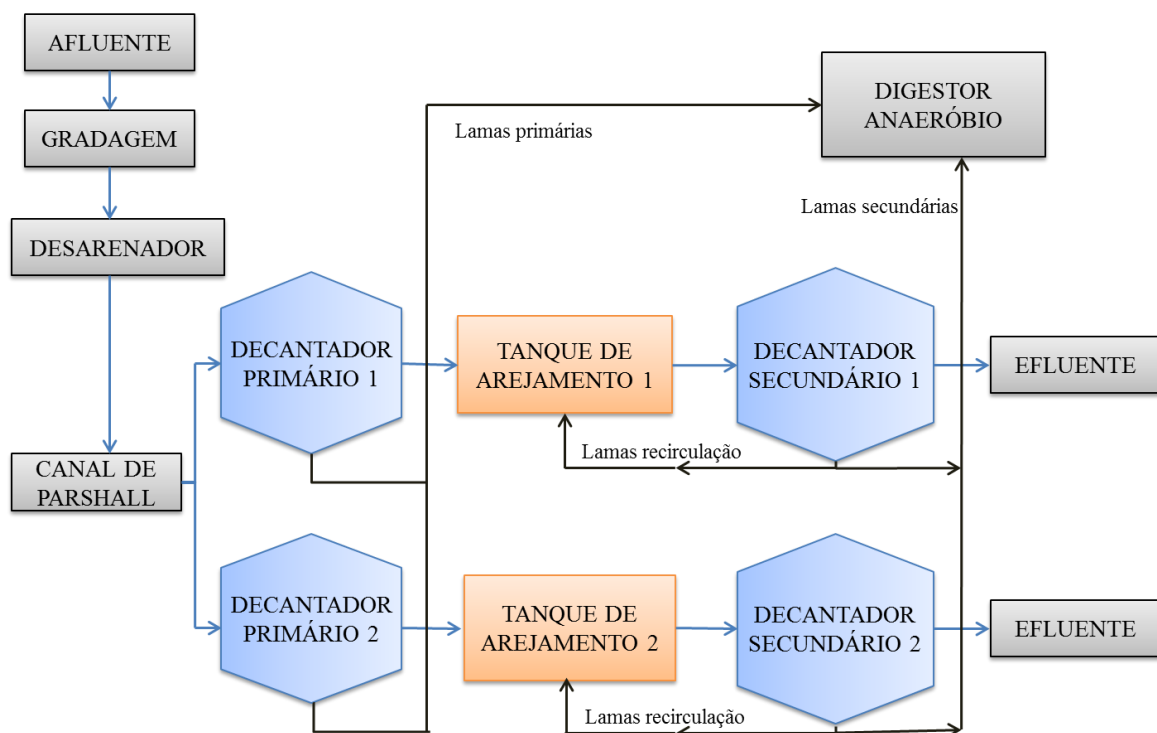 AFLUENTE
GRADAGEM
DESARENADOR
CANAL DE
PARSHALL
Lamas primárias
DIGESTOR
ANAERÓBIO
Lamas secundárias
DECANTADOR
PRIMÁRIO 1
TANQUE DE
AREJAMENTO 1
DECANTADOR
SECUNDÁRIO 1
EFLUENTE
Lamas recirculação
DECANTADOR
PRIMÁRIO 2
TANQUE DE
AREJAMENTO 2
DECANTADOR
SECUNDÁRIO 2
EFLUENTE
Lamas recirculação